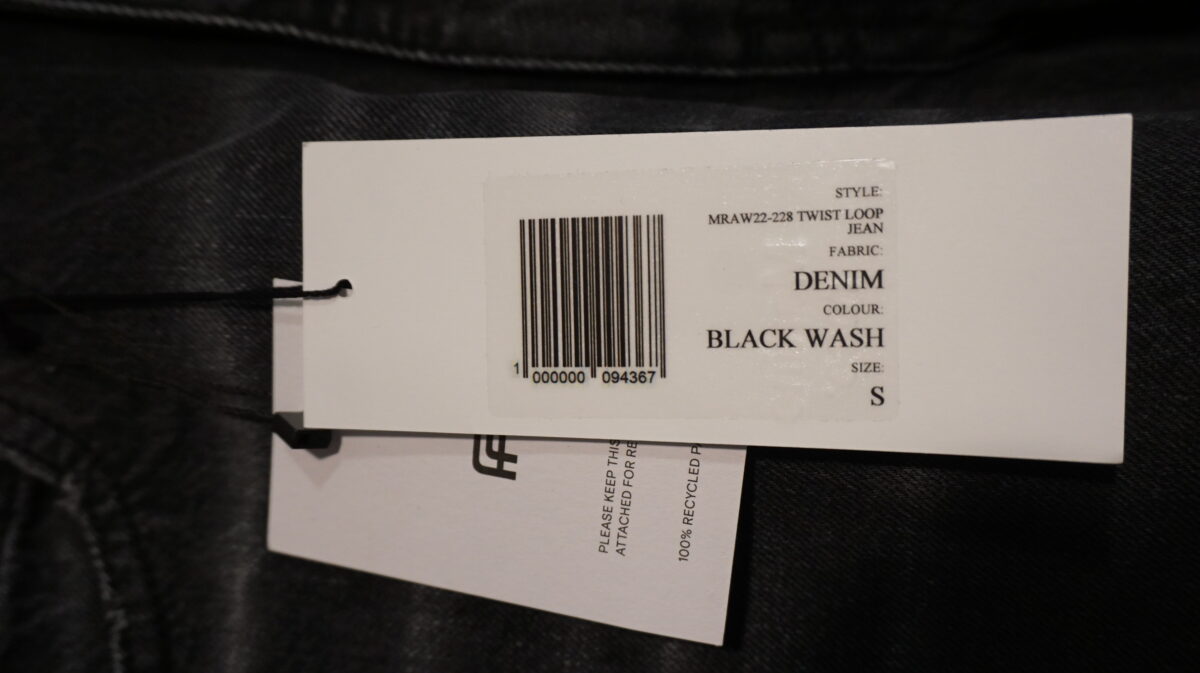 STYLE:
MRAW22-228 TWIST LOOP
JEAN
FABRIC:
DENIM
COLOUR:
BLACK WASH
SIZE:
S
1 000000 094367
PLEASE KEEP THIS
ATTACHED FOR RE
100% RECYCLED P